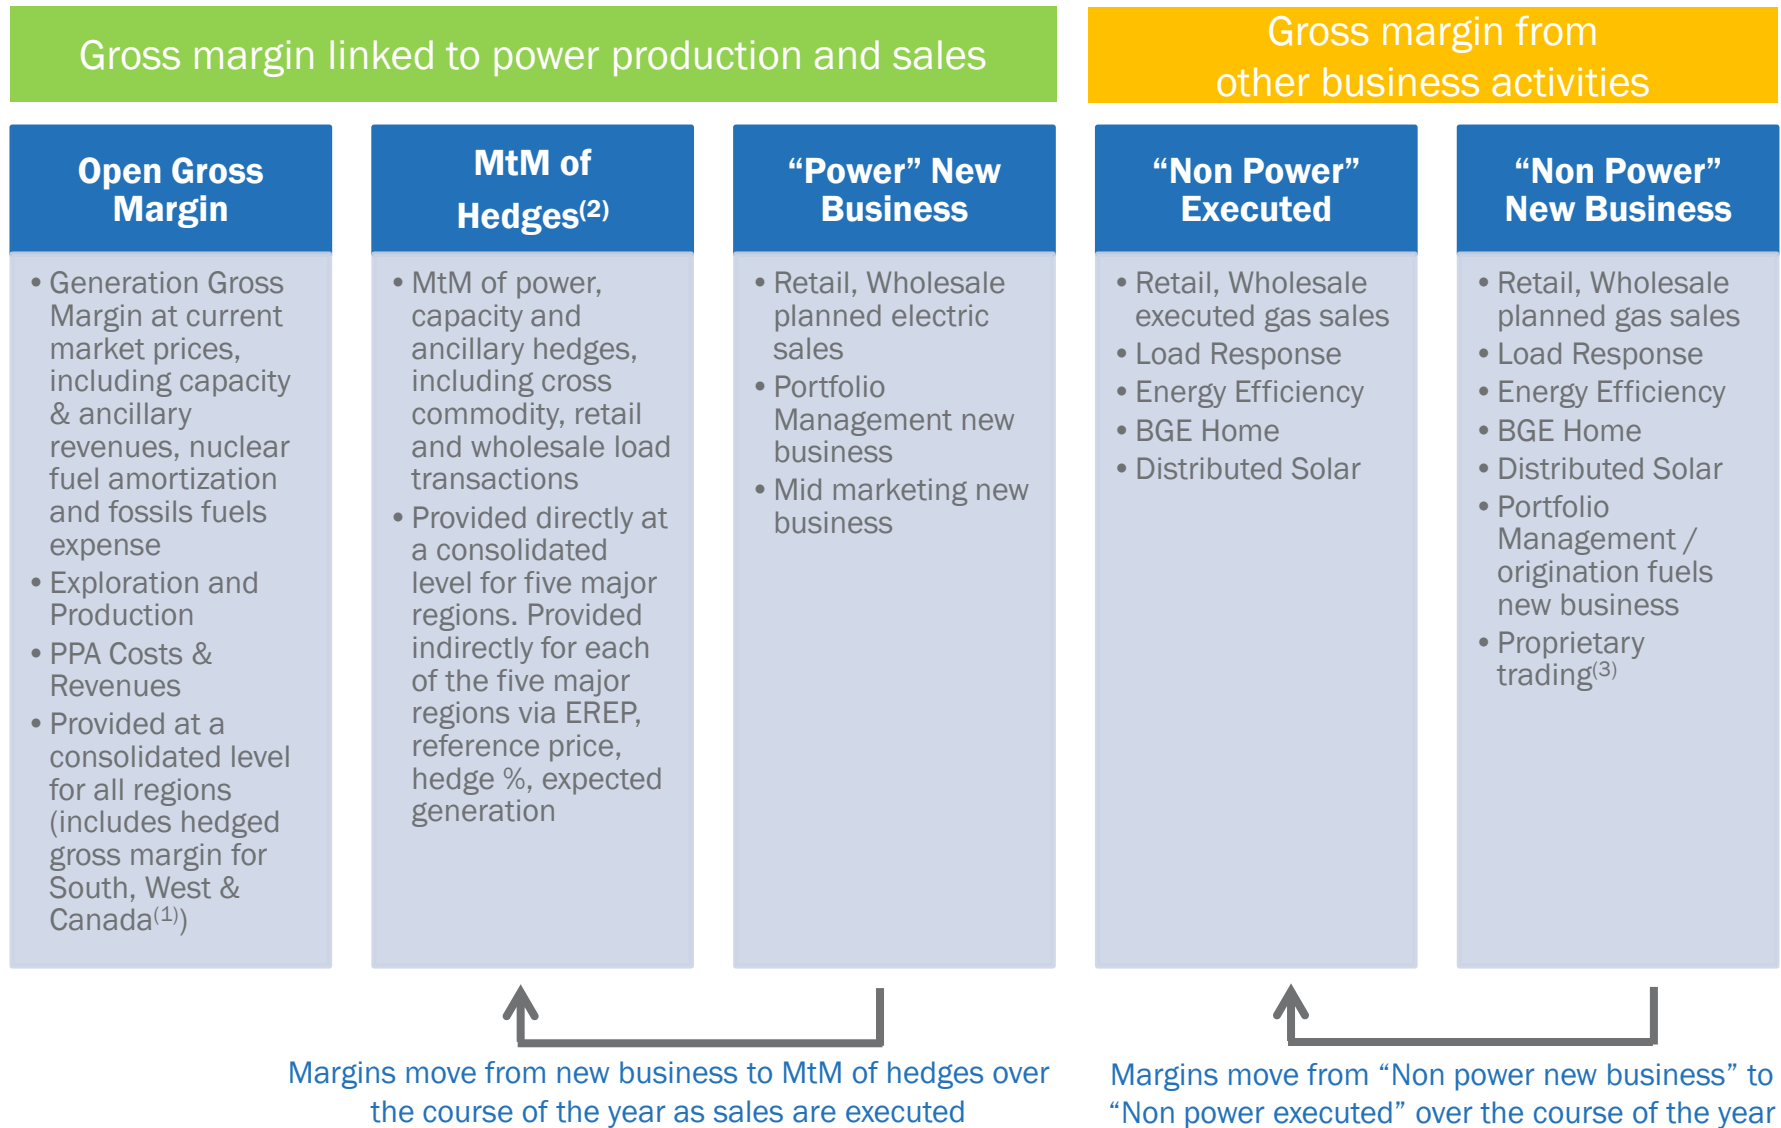 Gross margin linked to power production and sales
Gross margin from
other business activities
Open Gross
Margin
• Generation Gross
Margin at current
market prices,
including capacity
& ancillary
revenues, nuclear
fuel amortization
and fossils fuels
expense
• Exploration and
Production
• PPA Costs &
Revenues
• Provided at a
consolidated level
for all regions
(includes hedged
gross margin for
South, West &
Canada(1))
MtM of
Hedges(2)
• MtM of power,
capacity and
ancillary hedges,
including cross
commodity, retail
and wholesale load
transactions
• Provided directly at
a consolidated
level for five major
regions. Provided
indirectly for each
of the five major
regions via EREP,
reference price,
hedge %, expected
generation
“Power” New
Business
• Retail, Wholesale
planned electric
sales
• Portfolio
Management new
business
• Mid marketing new
business
“Non Power”
Executed
• Retail, Wholesale
executed gas sales
• Load Response
• Energy Efficiency
• BGE Home
• Distributed Solar
“Non Power”
New Business
• Retail, Wholesale
planned gas sales
• Load Response
• Energy Efficiency
• BGE Home
• Distributed Solar
• Portfolio
Management /
origination fuels
new business
• Proprietary
trading(3)
Margins move from new business to MtM of hedges over
the course of the year as sales are executed
Margins move from “Non power new business” to
“Non power executed” over the course of the year